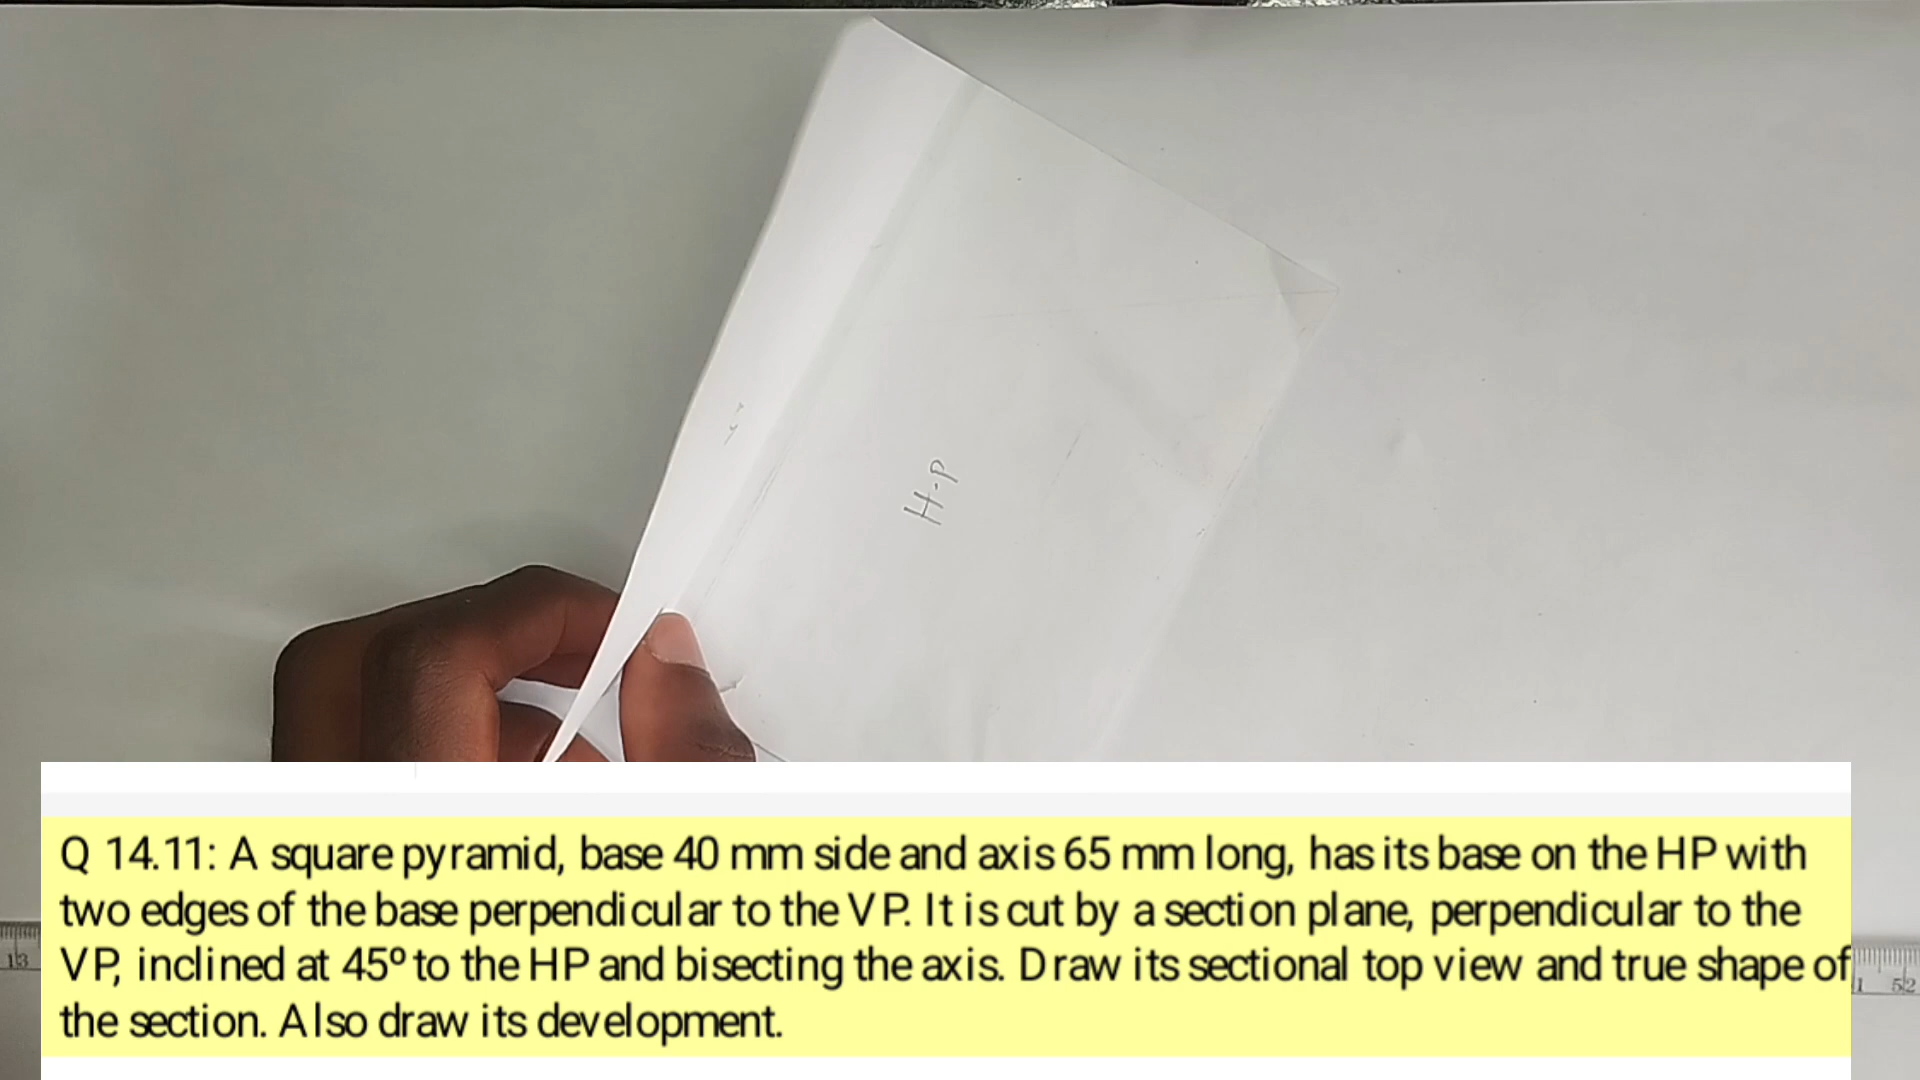 H.P
Q 14.11: A square pyramid, base 40 mm side and axis 65 mm long, has its base on the HP with
two edges of the base perpendicular to the VP. It is cut by a section plane, perpendicular to the
VP, inclined at 45º to the HP and bisecting the axis. Draw its sectional top view and true shape of
the section. Also draw its development.
13
52